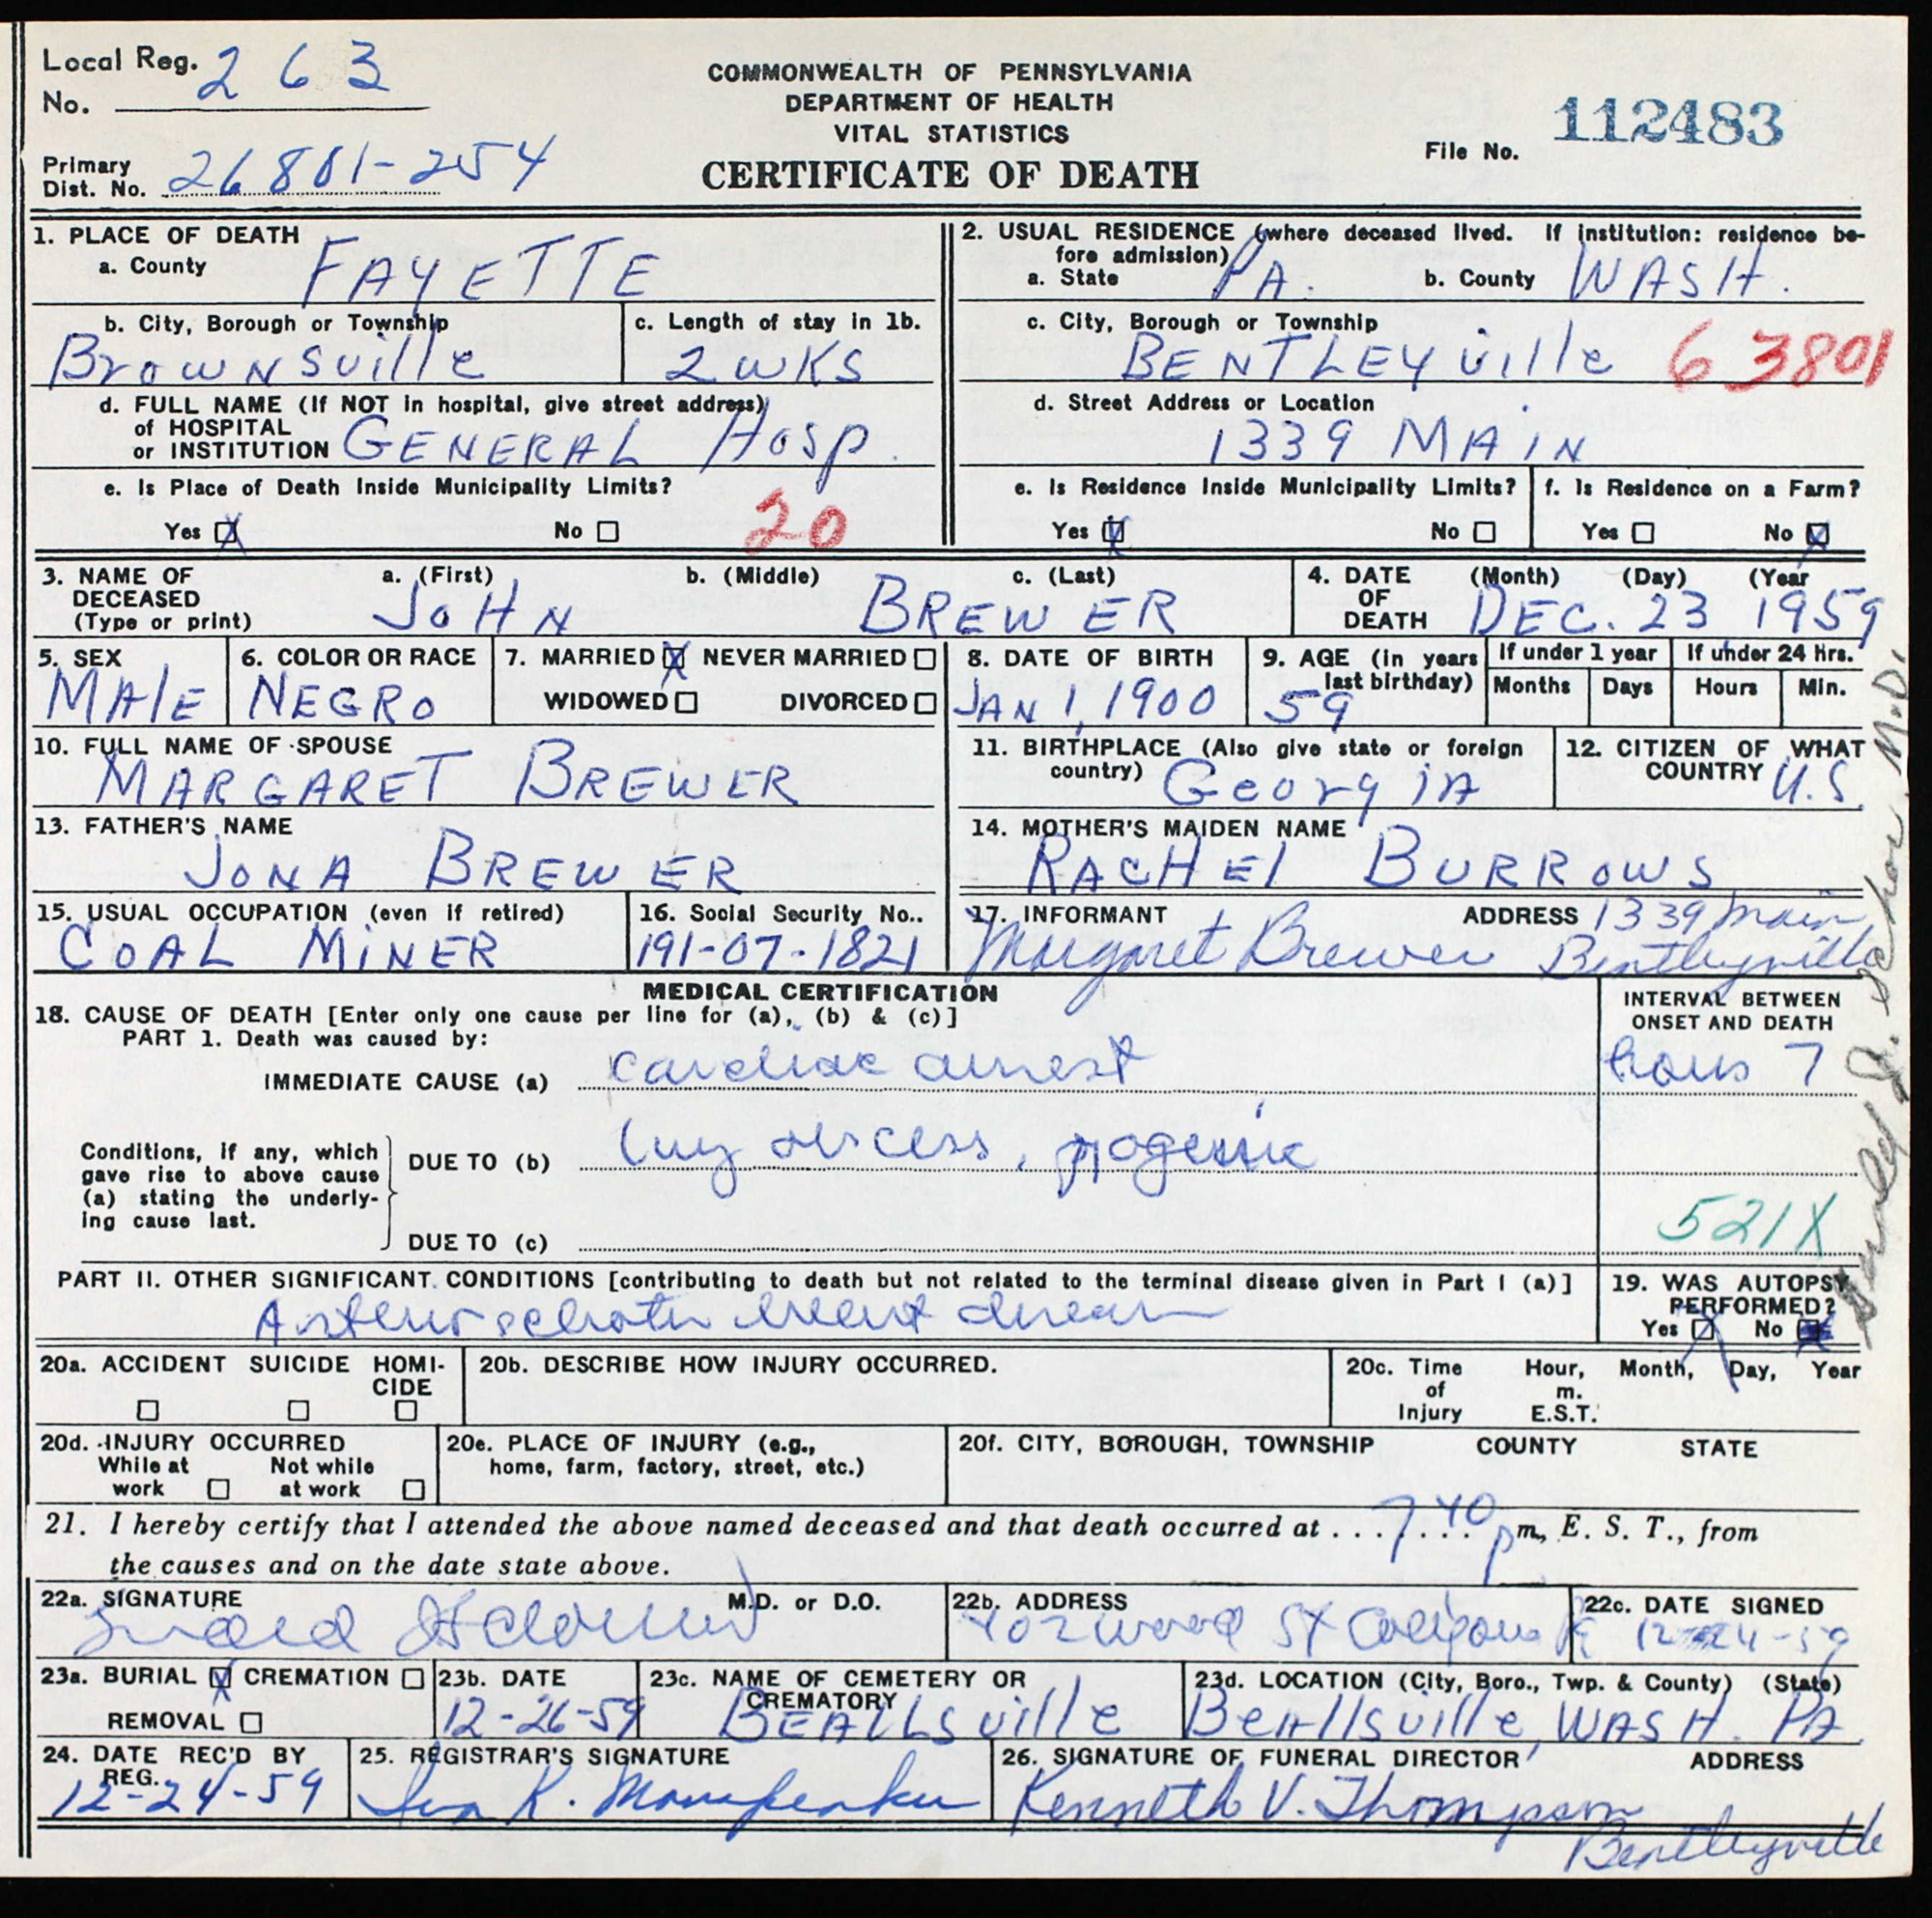 Local Reg. No. 263
COMMONWEALTH OF PENNSYLVANIA
DEPARTMENT OF HEALTH
VITAL STATISTICS
CERTIFICATE OF DEATH
File No. 112483
Primary Dist. No. 26801-254
1. PLACE OF DEATH
a. County FAYETTE
b. City, Borough or Township
Brownsville
c. Length of stay in 1b.
2 wks
d. FULL NAME (If NOT in hospital, give street address)
of HOSPITAL
or INSTITUTION GENERAL Hosp.
e. Is Place of Death Inside Municipality Limits?
Yes ☒ No ☐ 20
2. USUAL RESIDENCE (where deceased lived. If institution: residence be-
fore admission)
a. State PA. b. County WASH.
c. City, Borough or Township
BENTLEYville 63801
d. Street Address or Location
1339 MAIN
e. Is Residence Inside Municipality Limits?
Yes ☒ No ☐
f. Is Residence on a Farm?
Yes ☐ No ☒
3. NAME OF DECEASED (Type or print)
a. (First) b. (Middle) c. (Last)
JOHN BREWER
4. DATE OF DEATH (Month) (Day) (Year
DEC. 23 1959
5. SEX
MAlE
6. COLOR OR RACE
NEGRO
7. MARRIED ☒ NEVER MARRIED ☐
WIDOWED ☐ DIVORCED ☐
8. DATE OF BIRTH
JAN 1, 1900
9. AGE (in years last birthday)
59
If under 1 year
Months Days
If under 24 Hrs.
Hours Min.
10. FULL NAME OF SPOUSE
MARGARET BREWER
11. BIRTHPLACE (Also give state or foreign
country) Georgia
12. CITIZEN OF WHAT
COUNTRY U.S.
13. FATHER'S NAME
JONA BREWER
14. MOTHER'S MAIDEN NAME
RACHEl BURROWS
15. USUAL OCCUPATION (even if retired)
COAL MINER
16. Social Security No..
191-07-1821
17. INFORMANT ADDRESS 1339 Main
Margaret Brewer Bentleyville
MEDICAL CERTIFICATION
18. CAUSE OF DEATH [Enter only one cause per line for (a), (b) & (c)]
PART 1. Death was caused by:
INTERVAL BETWEEN
ONSET AND DEATH
IMMEDIATE CAUSE (a) cardiac arrest hours 7
Conditions, if any, which
gave rise to above cause
(a) stating the underly-
ing cause last.
DUE TO (b) lung abscess, pyogenic
521X
DUE TO (c)
PART II. OTHER SIGNIFICANT CONDITIONS [contributing to death but not related to the terminal disease given in Part I (a)]
heart disease
19. WAS AUTOPSY
PERFORMED?
Yes ☒ No
20a. ACCIDENT SUICIDE HOMI-
CIDE
☐ ☐ ☐
20b. DESCRIBE HOW INJURY OCCURRED.
20c. Time of Injury
Hour, Month, Day, Year
m.
E.S.T.
20d. INJURY OCCURRED
While at work ☐ Not while at work ☐
20e. PLACE OF INJURY (e.g.,
home, farm, factory, street, etc.)
20f. CITY, BOROUGH, TOWNSHIP COUNTY STATE
21. I hereby certify that I attended the above named deceased and that death occurred at ....7 40 pm., E. S. T., from
the causes and on the date state above.
22a. SIGNATURE M.D. or D.O.
22b. ADDRESS
402 Wood St
22c. DATE SIGNED
12-24-59
23a. BURIAL ☒ CREMATION ☐
REMOVAL ☐
23b. DATE
12-26-59
23c. NAME OF CEMETERY OR
CREMATORY
BEAllSville
23d. LOCATION (City, Boro., Twp. & County) (State)
BeAllsville, WASH. PA
24. DATE REC'D BY
REG.
12-24-59
25. REGISTRAR'S SIGNATURE
26. SIGNATURE OF FUNERAL DIRECTOR ADDRESS
Kenneth V. Thompson
Bentleyville
M.D.